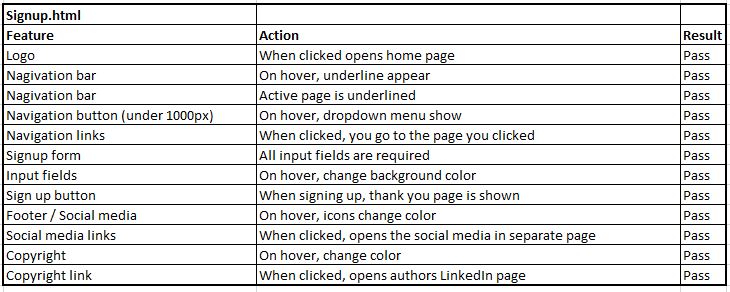 Signup.html
Feature Action Result
Logo When clicked opens home page Pass
Nagivation bar On hover, underline appear Pass
Nagivation bar Active page is underlined Pass
Navigation button (under 1000px) On hover, dropdown menu show Pass
Navigation links When clicked, you go to the page you clicked Pass
Signup form All input fields are required Pass
Input fields On hover, change background color Pass
Sign up button When signing up, thank you page is shown Pass
Footer / Social media On hover, icons change color Pass
Social media links When clicked, opens the social media in separate page Pass
Copyright On hover, change color Pass
Copyright link When clicked, opens authors LinkedIn page Pass